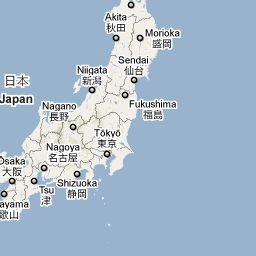 Akita
秋田
Morioka
盛岡
Sendai
仙台
日本
Japan
Niigata
新潟
Fukushima
福島
Nagano
長野
Tōkyō
東京
Nagoya
名古屋
Osaka
大阪
Shizuoka
静岡
Tsu
津
ayama
歌山